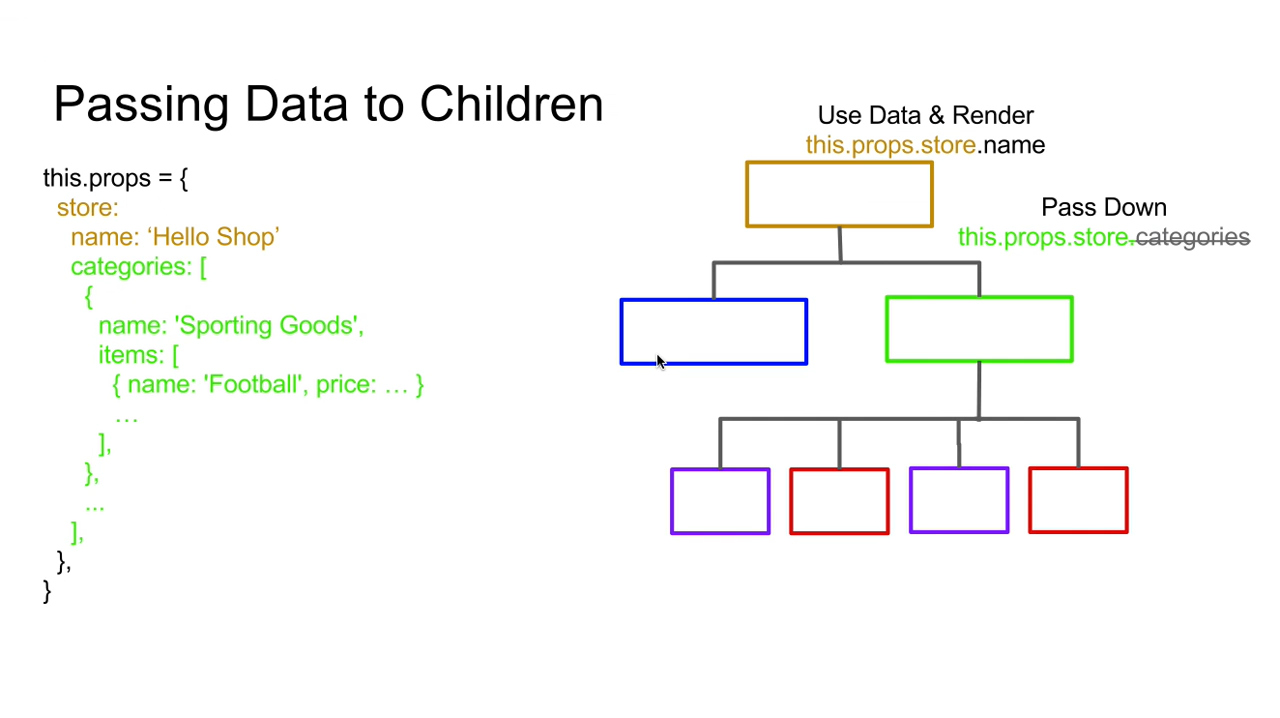 Passing Data to Children
this.props = {
store:
name: ‘Hello Shop’
categories: [
{
name: 'Sporting Goods',
items: [
{ name: 'Football', price: … }
…
],
},
...
],
},
}
Use Data & Render
this.props.store.name
Pass Down
this.props.store.categories